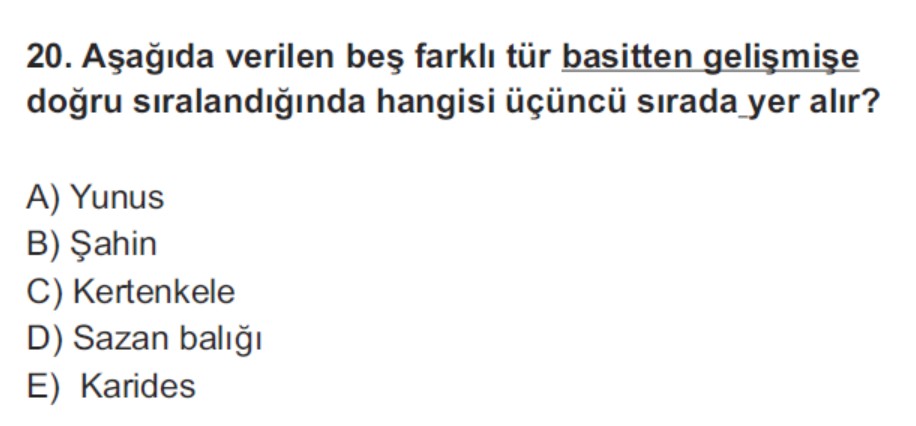 20. Aşağıda verilen beş farklı tür basitten gelişmişe
doğru sıralandığında hangisi üçüncü sırada yer alır?
A) Yunus
B) Şahin
C) Kertenkele
D) Sazan balığı
E) Karides